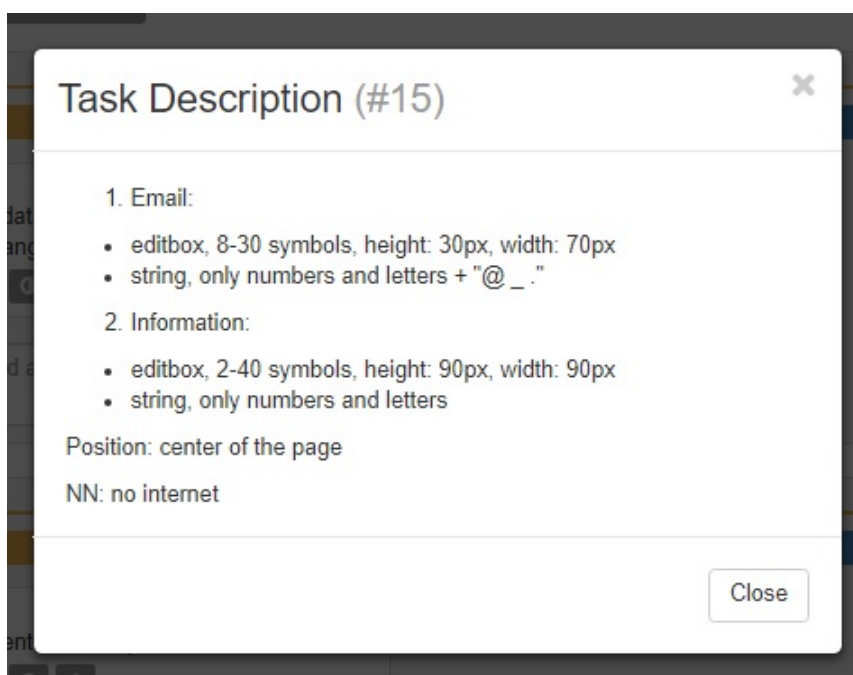 Task Description (#15)
×
1. Email:
• editbox, 8-30 symbols, height: 30px, width: 70px
• string, only numbers and letters + "@ _ ."
2. Information:
• editbox, 2-40 symbols, height: 90px, width: 90px
• string, only numbers and letters
Position: center of the page
NN: no internet
Close